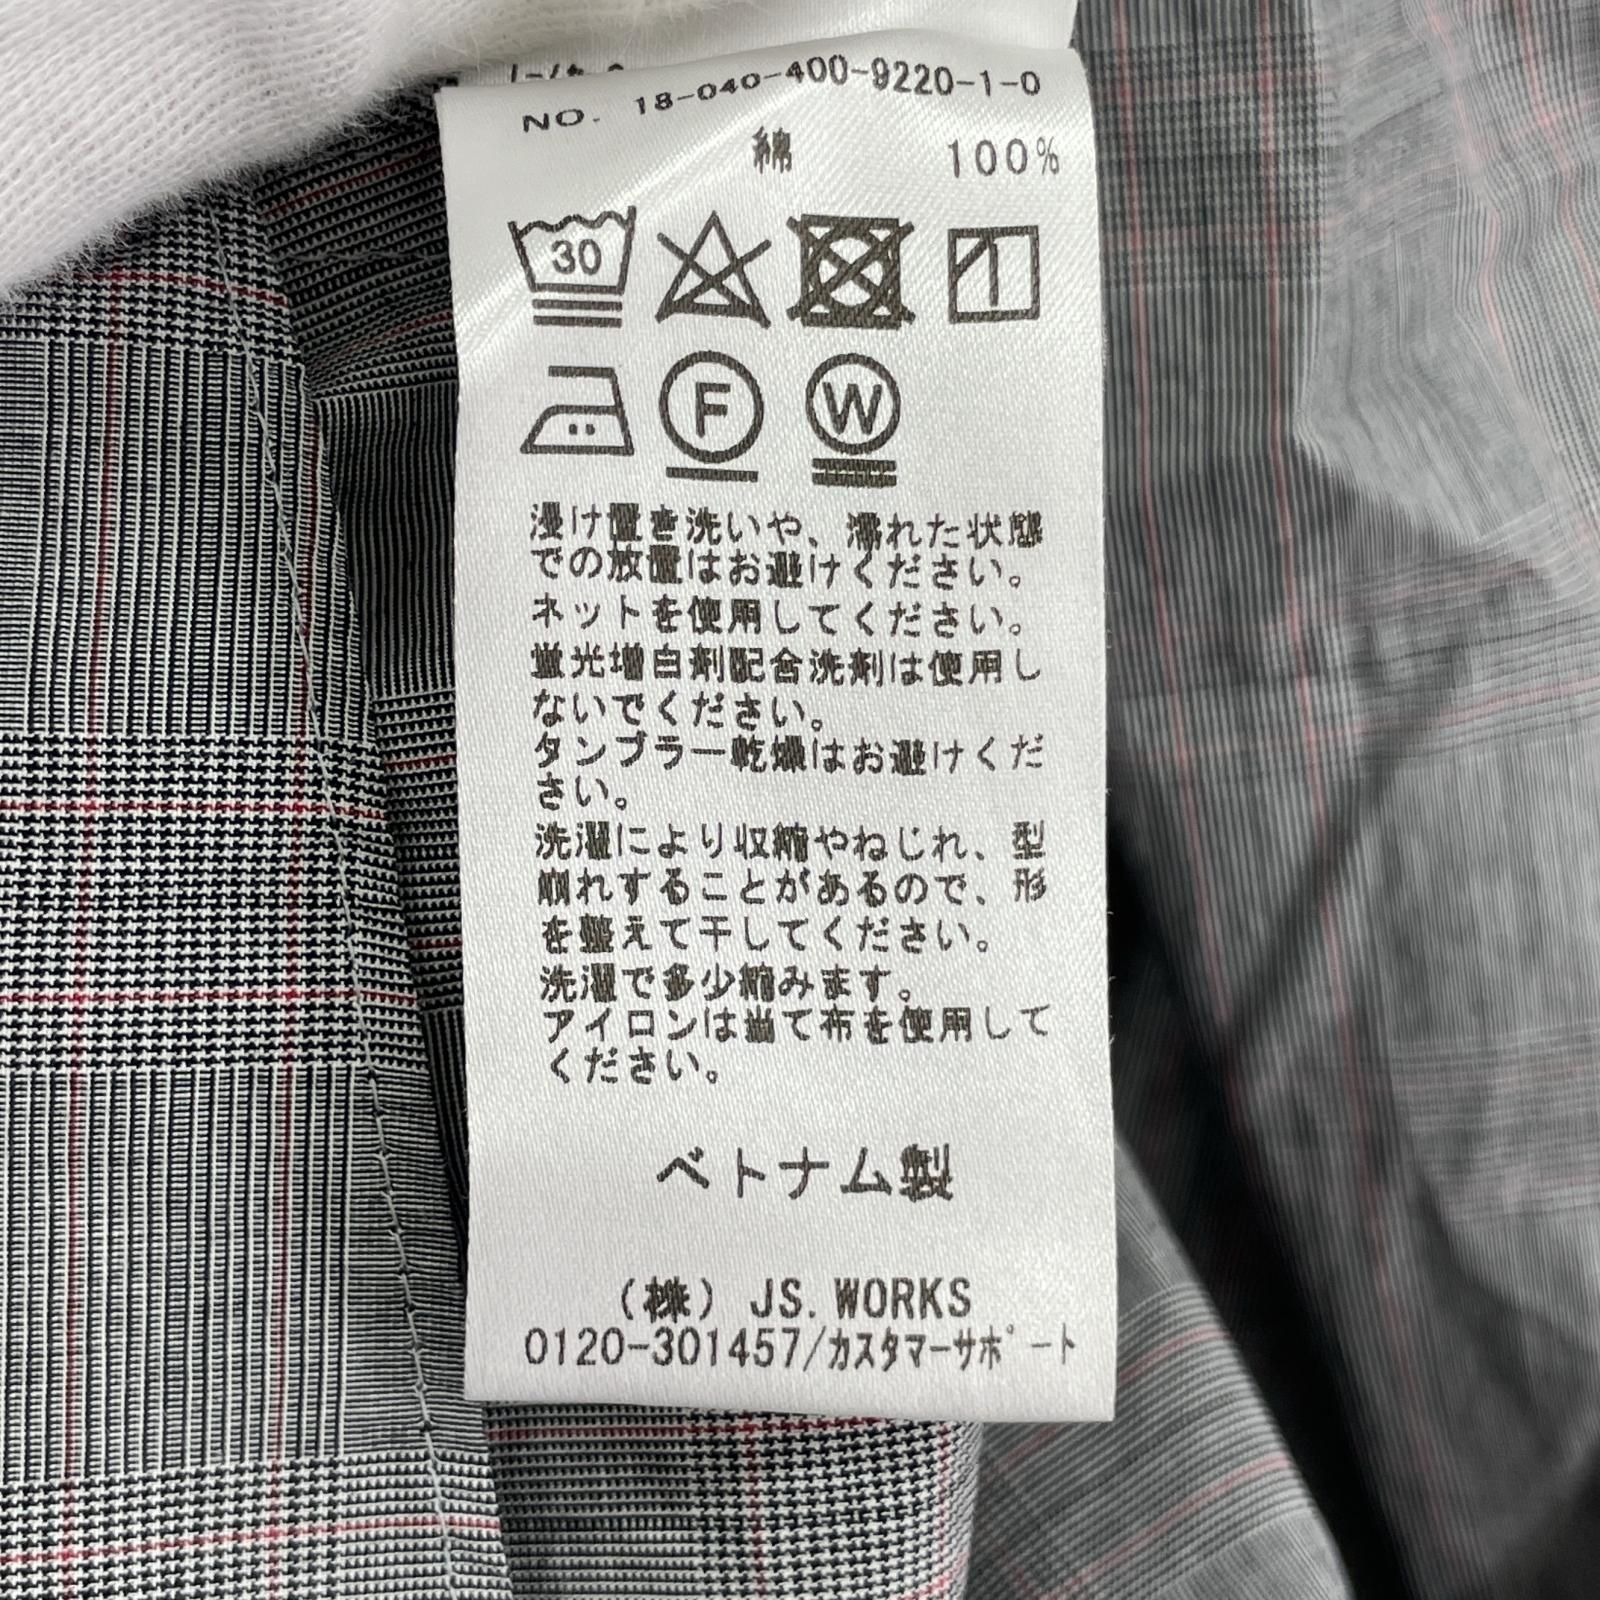 NO. 18-040-400-9220-1-0
綿 100%
30
F W
浸け置き洗いや、濡れた状態
での放置はお避けください。
ネットを使用してください。
蛍光増白剤配合洗剤は使用し
ないでください。
タンブラー乾燥はお避けくだ
さい。
洗濯により収縮やねじれ、型
崩れすることがあるので、形
を整えて干してください。
洗濯で多少縮みます。
アイロンは当て布を使用して
ください。
ベトナム製
(株) JS. WORKS
0120-301457/カスタマーサポート